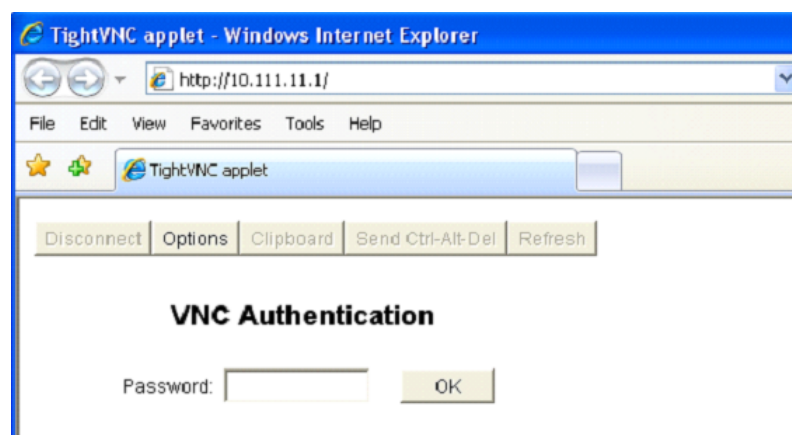 TightVNC applet - Windows Internet Explorer
http://10.111.11.1/
File Edit View Favorites Tools Help
TightVNC applet
Disconnect Options Clipboard Send Ctrl-Alt-Del Refresh
VNC Authentication
Password: OK